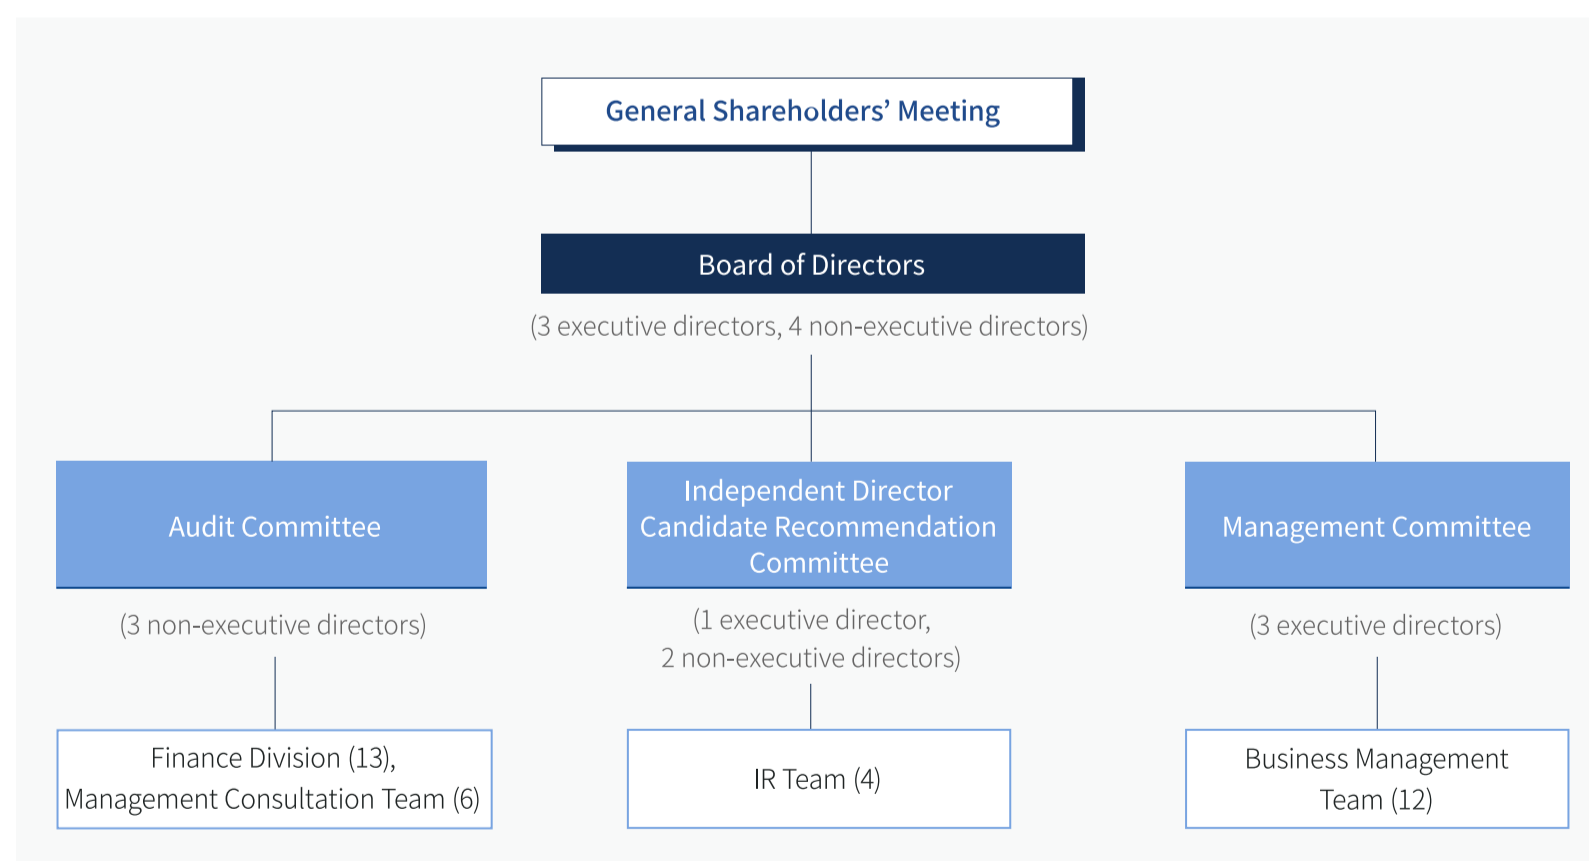 General Shareholders’ Meeting
Board of Directors
(3 executive directors, 4 non-executive directors)
Audit Committee
(3 non-executive directors)
Finance Division (13),
Management Consultation Team (6)
Independent Director
Candidate Recommendation
Committee
(1 executive director,
2 non-executive directors)
IR Team (4)
Management Committee
(3 executive directors)
Business Management
Team (12)